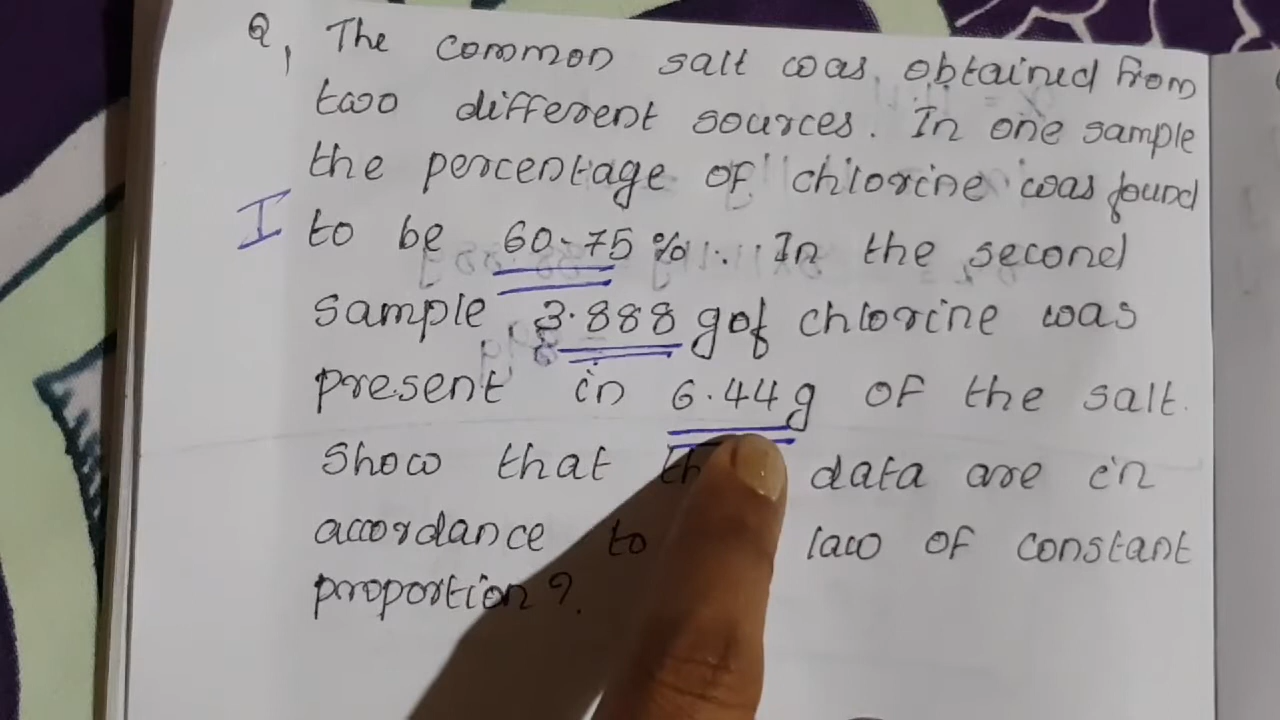 Q, The common salt was obtained from
two different sources. In one sample
the percentage of chlorine was found
I to be 60.75 %. In the second
sample 3.888 g of chlorine was
present in 6.44g of the salt.
Show that data are in
accordance to law of constant
proportion?